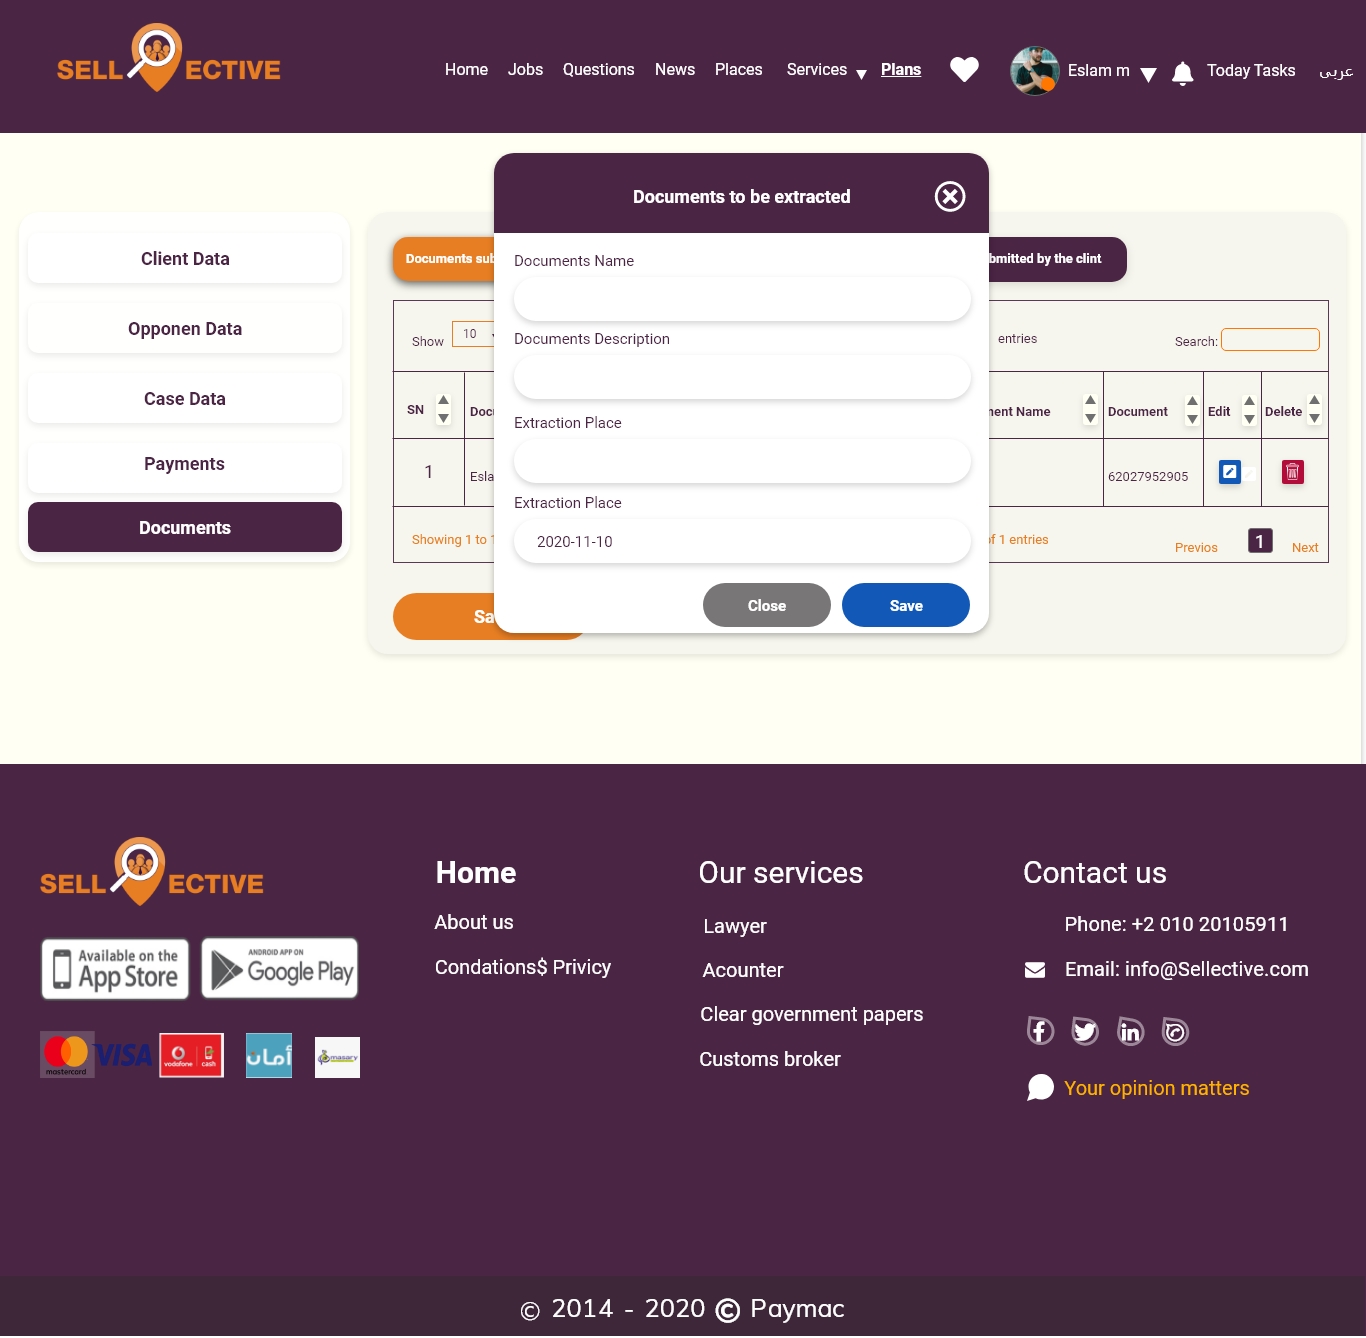 SELL ECTIVE
Home Jobs Questions News Places Services Plans Eslam m Today Tasks عربى
Documents to be extracted
Client Data
Opponen Data
Case Data
Payments
Documents
Documents sub
bmitted by the clint
Documents Name
Documents Description
Extraction Place
Extraction Place
2020-11-10
Close Save
Show 10 entries Search:
SN Docu ment Name Document Edit Delete
1 Esla 62027952905
Showing 1 to 1 of 1 entries Previos 1 Next
Sa
SELL ECTIVE
Available on the
App Store
ANDROID APP ON
Google Play
mastercard VISA vodafone cash أمان masary
Home
About us
Condations$ Privicy
Our services
Lawyer
Acounter
Clear government papers
Customs broker
Contact us
Phone: +2 010 20105911
Email: info@Sellective.com
Your opinion matters
© 2014 - 2020 © Paymac